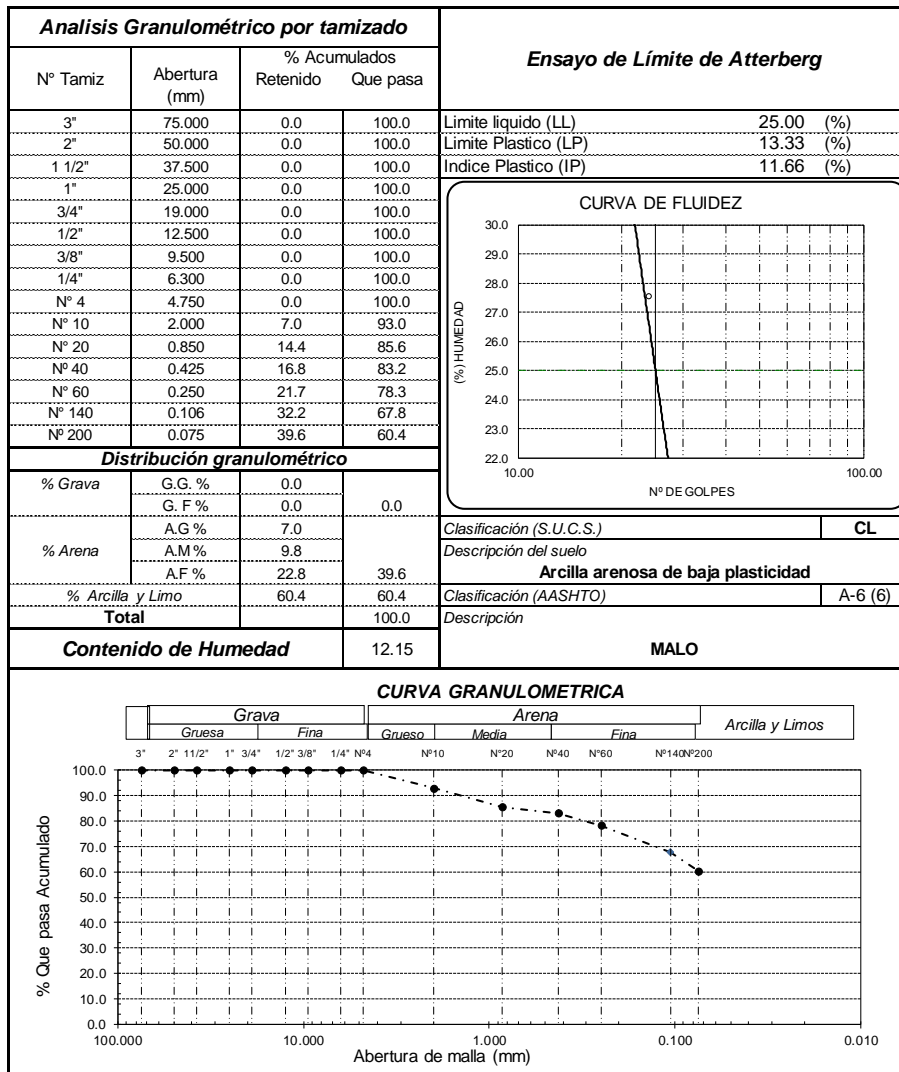 Analisis Granulométrico por tamizado
N° Tamiz Abertura (mm) % Acumulados Retenido Que pasa
3" 75.000 0.0 100.0
2" 50.000 0.0 100.0
1 1/2" 37.500 0.0 100.0
1" 25.000 0.0 100.0
3/4" 19.000 0.0 100.0
1/2" 12.500 0.0 100.0
3/8" 9.500 0.0 100.0
1/4" 6.300 0.0 100.0
N° 4 4.750 0.0 100.0
N° 10 2.000 7.0 93.0
N° 20 0.850 14.4 85.6
Nº 40 0.425 16.8 83.2
N° 60 0.250 21.7 78.3
N° 140 0.106 32.2 67.8
Nº 200 0.075 39.6 60.4
Distribución granulométrico
% Grava G.G. % 0.0
G. F % 0.0 0.0
A.G % 7.0
% Arena A.M % 9.8
A.F % 22.8 39.6
% Arcilla y Limo 60.4 60.4
Total 100.0
Contenido de Humedad 12.15
Ensayo de Límite de Atterberg
Limite liquido (LL) 25.00 (%)
Limite Plastico (LP) 13.33 (%)
Indice Plastico (IP) 11.66 (%)
CURVA DE FLUIDEZ
30.0
29.0
28.0
27.0
26.0
25.0
24.0
23.0
22.0
(%) HUMEDAD
10.00 100.00
Nº DE GOLPES
Clasificación (S.U.C.S.) CL
Descripción del suelo
Arcilla arenosa de baja plasticidad
Clasificación (AASHTO) A-6 (6)
Descripción
MALO
CURVA GRANULOMETRICA
Grava Arena Arcilla y Limos
Gruesa Fina Grueso Media Fina
3" 2" 11/2" 1" 3/4" 1/2" 3/8" 1/4" Nº4 N°10 N°20 N°40 N°60 Nº140 Nº200
100.0
90.0
80.0
70.0
60.0
50.0
40.0
30.0
20.0
10.0
0.0
% Que pasa Acumulado
100.000 10.000 1.000 0.100 0.010
Abertura de malla (mm)